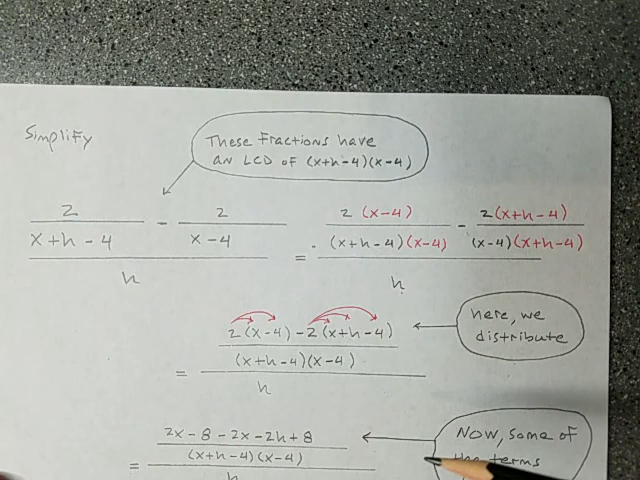 Simplify
These fractions have
an LCD of (x+h-4)(x-4)
2/(x+h-4) - 2/(x-4)
h
= 2(x-4)/(x+h-4)(x-4) - 2(x+h-4)/(x-4)(x+h-4)
h
= 2(x-4)-2(x+h-4)
(x+h-4)(x-4)
h
here, we
distribute
= 2x-8-2x-2h+8
(x+h-4)(x-4)
h
Now, some of
the terms